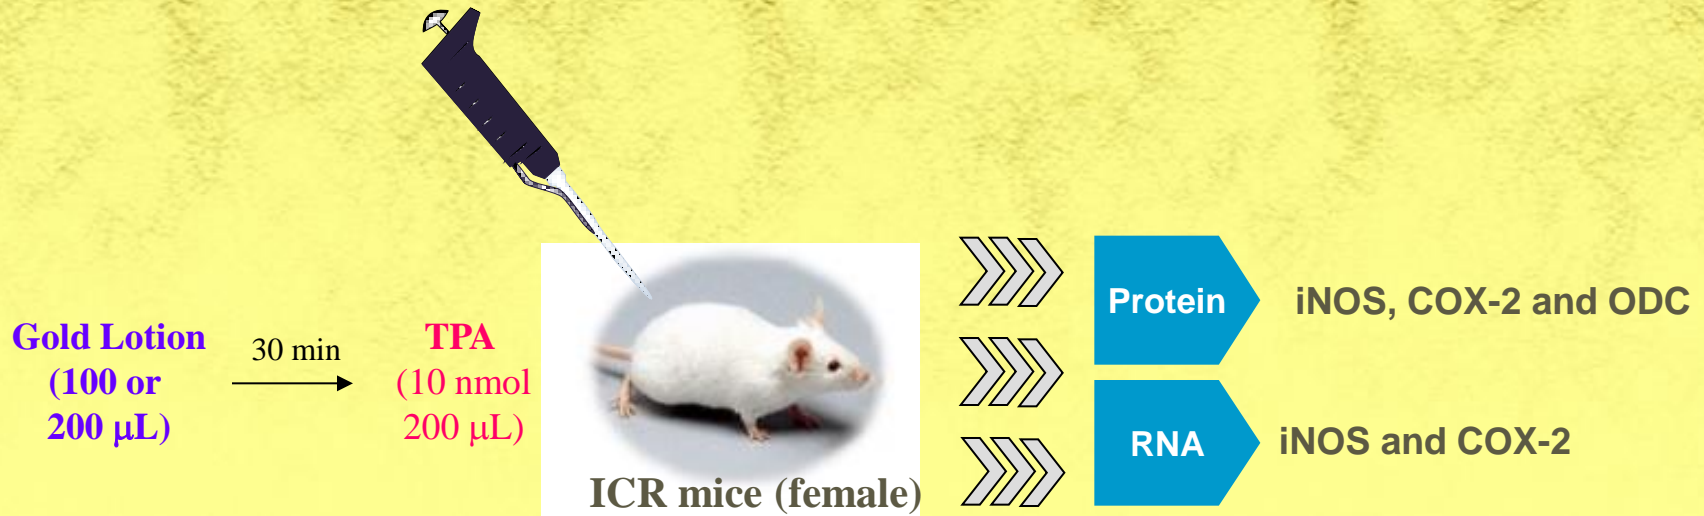 Gold Lotion
(100 or
200 μL)
30 min
TPA
(10 nmol
200 μL)
ICR mice (female)
Protein
iNOS, COX-2 and ODC
RNA
iNOS and COX-2